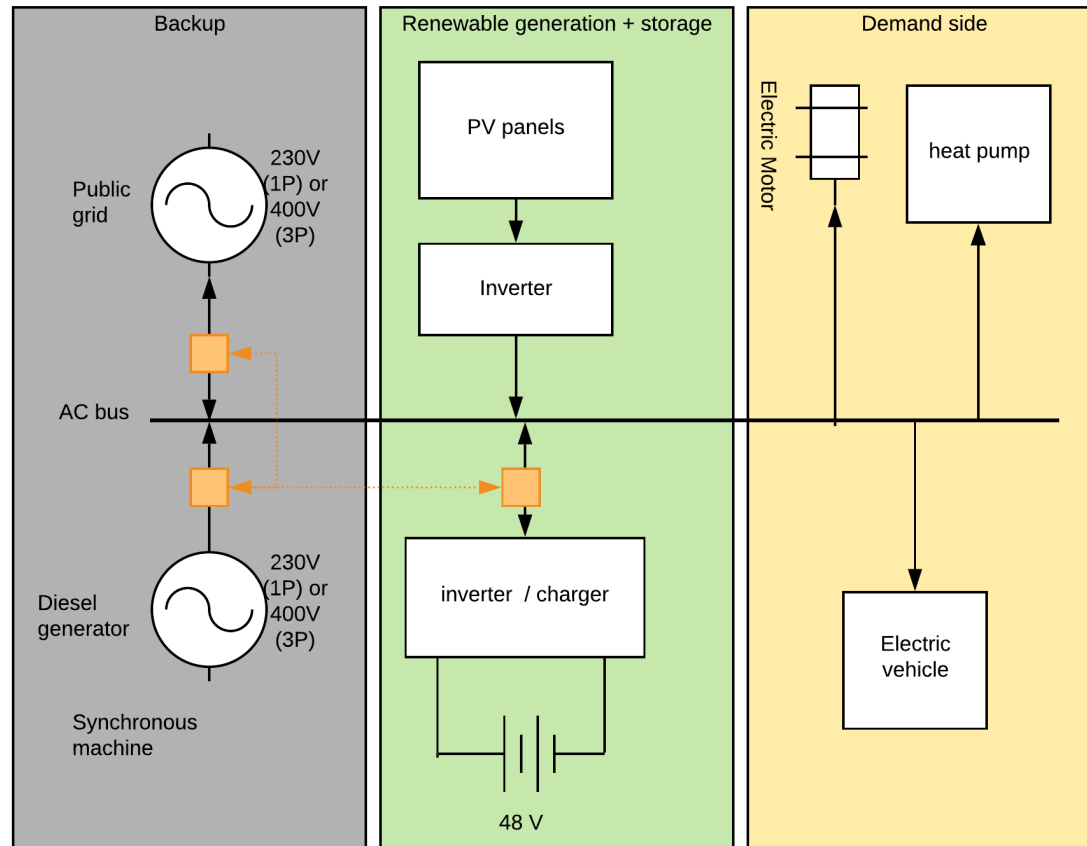 Backup
Renewable generation + storage
Demand side
Public
grid
230V
(1P) or
400V
(3P)
PV panels
Inverter
Electric Motor
heat pump
AC bus
Diesel
generator
230V
(1P) or
400V
(3P)
Synchronous
machine
inverter / charger
48 V
Electric
vehicle